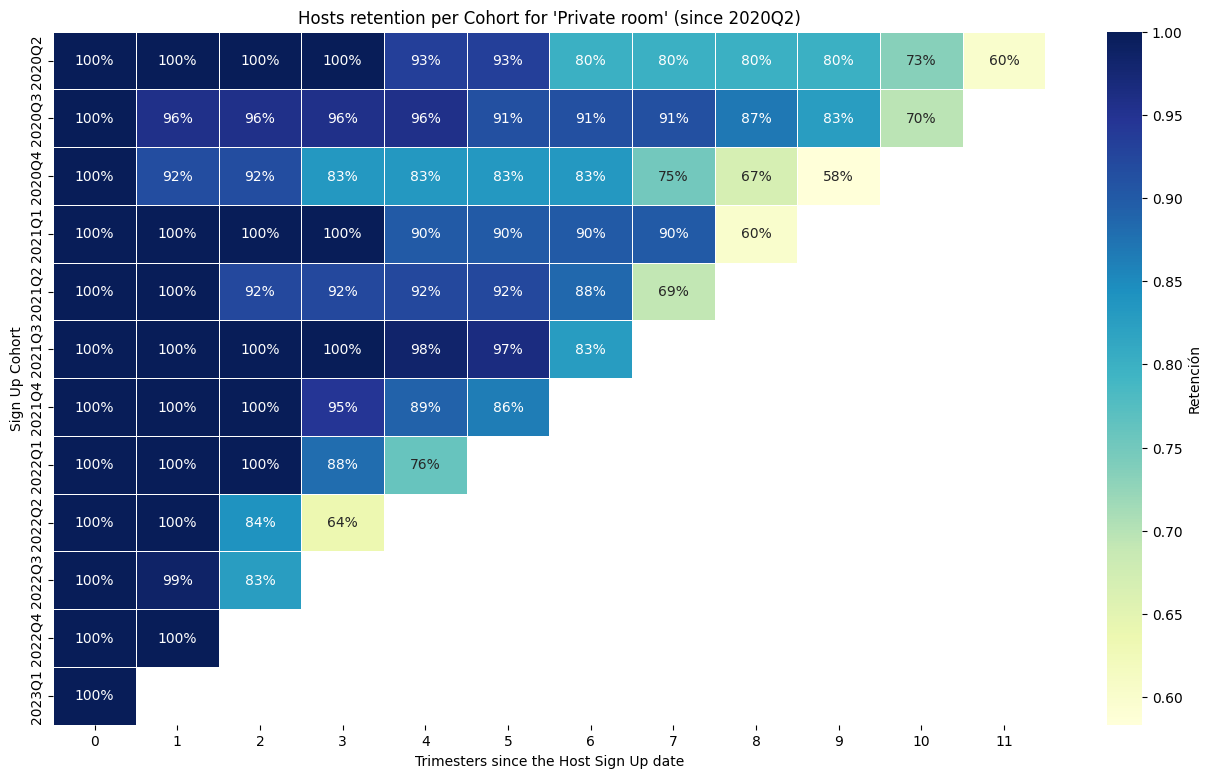 Hosts retention per Cohort for 'Private room' (since 2020Q2)
Sign Up Cohort
2020Q2 100% 100% 100% 100% 93% 93% 80% 80% 80% 80% 73% 60%
2020Q3 100% 96% 96% 96% 96% 91% 91% 91% 87% 83% 70%
2020Q4 100% 92% 92% 83% 83% 83% 83% 75% 67% 58%
2021Q1 100% 100% 100% 100% 90% 90% 90% 90% 60%
2021Q2 100% 100% 92% 92% 92% 92% 88% 69%
2021Q3 100% 100% 100% 100% 98% 97% 83%
2021Q4 100% 100% 100% 95% 89% 86%
2022Q1 100% 100% 100% 88% 76%
2022Q2 100% 100% 84% 64%
2022Q3 100% 99% 83%
2022Q4 100% 100%
2023Q1 100%
0 1 2 3 4 5 6 7 8 9 10 11
Trimesters since the Host Sign Up date
1.00
0.95
0.90
0.85
0.80
0.75
0.70
0.65
0.60
Retención